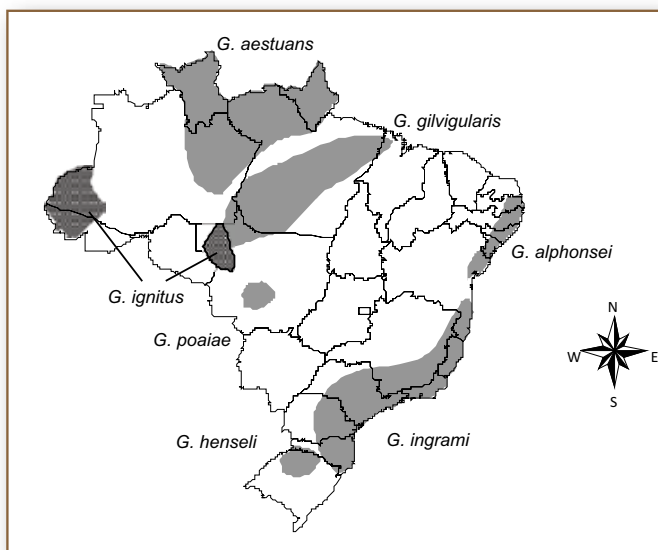 G. aestuans
G. gilvigularis
G. alphonsei
G. ignitus
N
W E
S
G. poaiae
G. henseli
G. ingrami